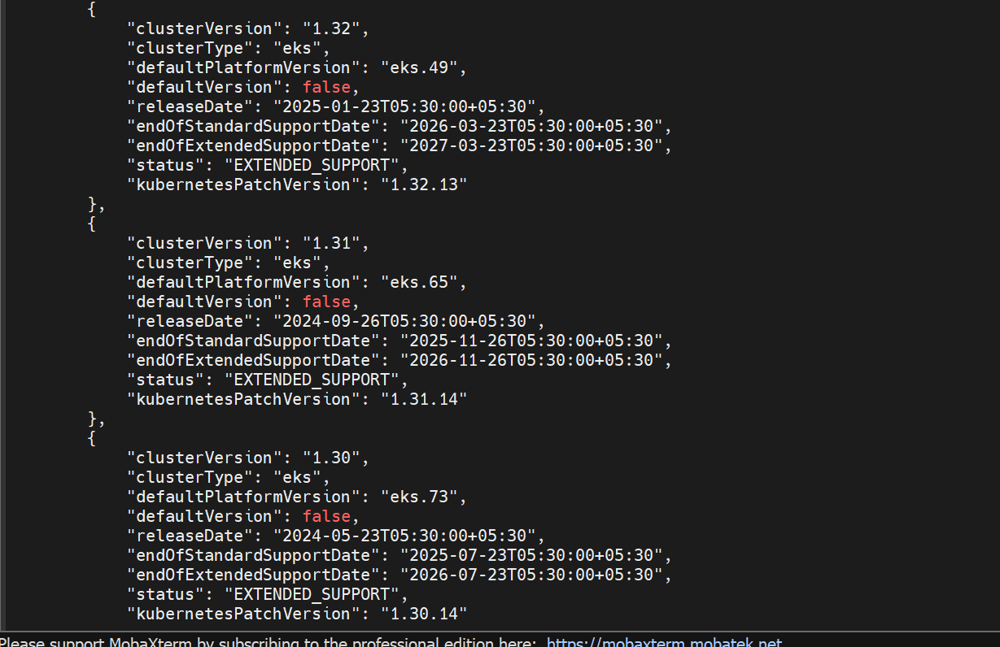 {
"clusterVersion": "1.32",
"clusterType": "eks",
"defaultPlatformVersion": "eks.49",
"defaultVersion": false,
"releaseDate": "2025-01-23T05:30:00+05:30",
"endOfStandardSupportDate": "2026-03-23T05:30:00+05:30",
"endOfExtendedSupportDate": "2027-03-23T05:30:00+05:30",
"status": "EXTENDED_SUPPORT",
"kubernetesPatchVersion": "1.32.13"
},
{
"clusterVersion": "1.31",
"clusterType": "eks",
"defaultPlatformVersion": "eks.65",
"defaultVersion": false,
"releaseDate": "2024-09-26T05:30:00+05:30",
"endOfStandardSupportDate": "2025-11-26T05:30:00+05:30",
"endOfExtendedSupportDate": "2026-11-26T05:30:00+05:30",
"status": "EXTENDED_SUPPORT",
"kubernetesPatchVersion": "1.31.14"
},
{
"clusterVersion": "1.30",
"clusterType": "eks",
"defaultPlatformVersion": "eks.73",
"defaultVersion": false,
"releaseDate": "2024-05-23T05:30:00+05:30",
"endOfStandardSupportDate": "2025-07-23T05:30:00+05:30",
"endOfExtendedSupportDate": "2026-07-23T05:30:00+05:30",
"status": "EXTENDED_SUPPORT",
"kubernetesPatchVersion": "1.30.14"
Please support MobaXterm by subscribing to the professional edition here: https://mobaxterm.mobatek.net